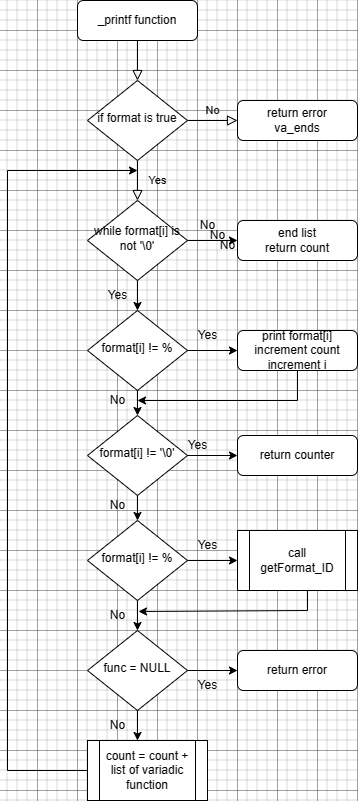 _printf function
if format is true
No
return error
va_ends
Yes
while format[i] is
not '\0'
No
No
No
end list
return count
Yes
format[i] != %
Yes
print format[i]
increment count
increment i
No
format[i] != '\0'
Yes
return counter
No
format[i] != %
Yes
call
getFormat_ID
No
func = NULL
Yes
return error
No
count = count +
list of variadic
function